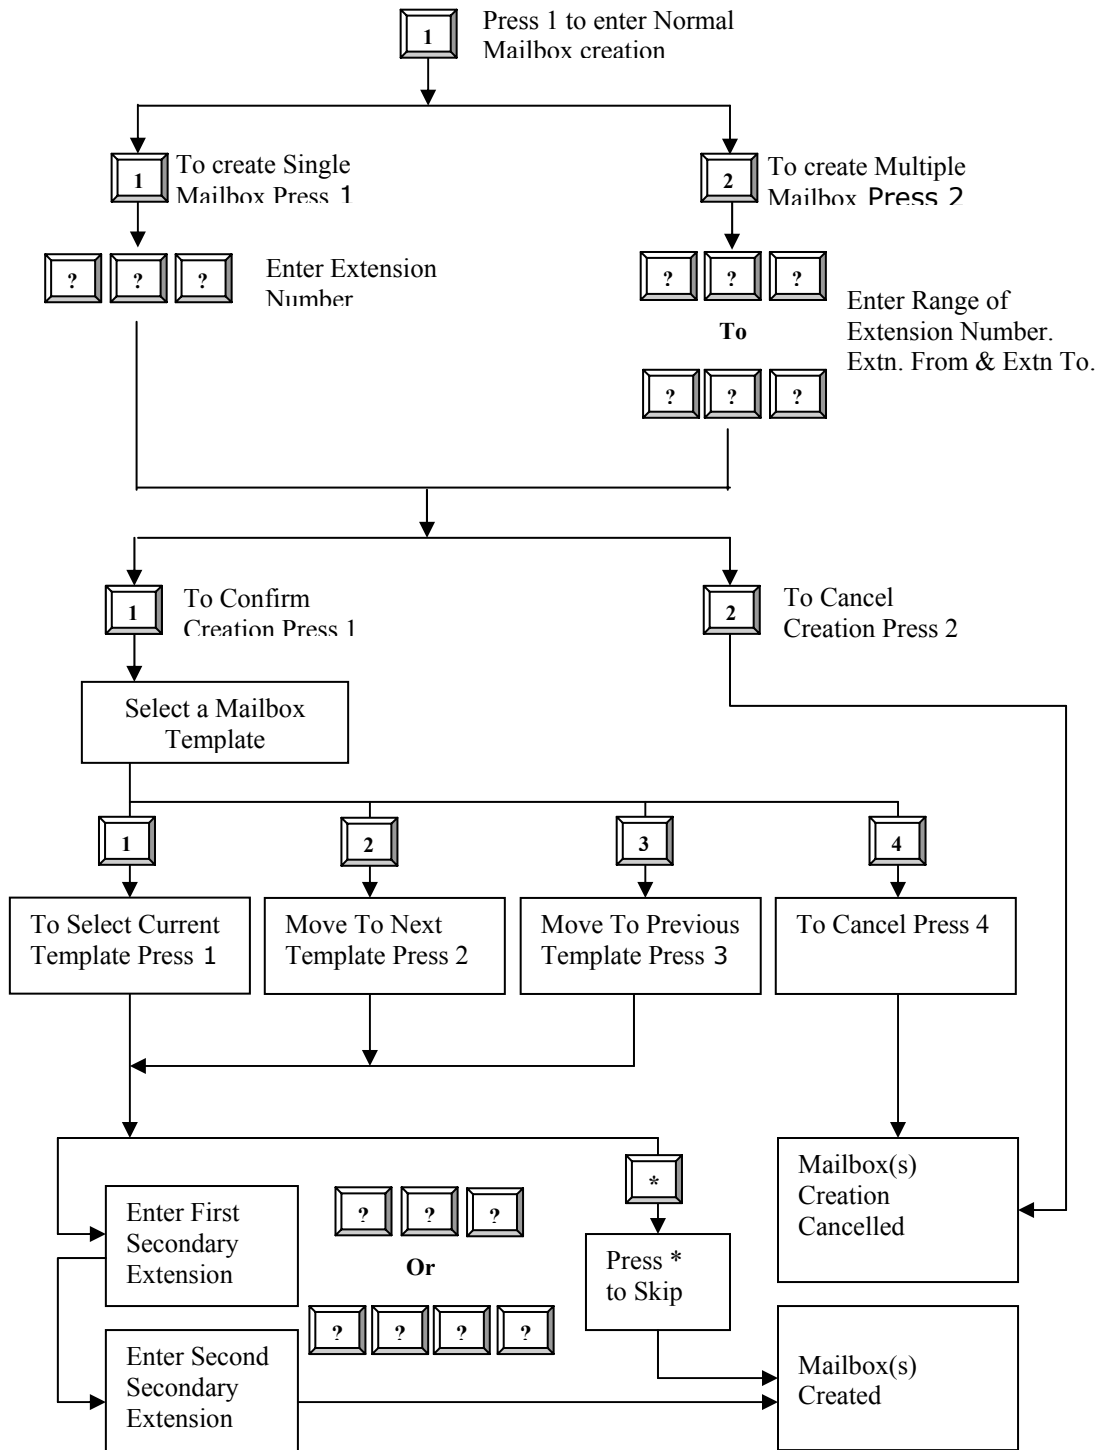 1
Press 1 to enter Normal
Mailbox creation
1
To create Single
Mailbox Press 1
2
To create Multiple
Mailbox Press 2
? ? ?
Enter Extension
Number
? ? ?
To
? ? ?
Enter Range of
Extension Number.
Extn. From & Extn To.
1
To Confirm
Creation Press 1
2
To Cancel
Creation Press 2
Select a Mailbox
Template
1
2
3
4
To Select Current
Template Press 1
Move To Next
Template Press 2
Move To Previous
Template Press 3
To Cancel Press 4
*
Enter First
Secondary
Extension
? ? ?
Or
? ? ? ?
Press *
to Skip
Mailbox(s)
Creation
Cancelled
Enter Second
Secondary
Extension
Mailbox(s)
Created